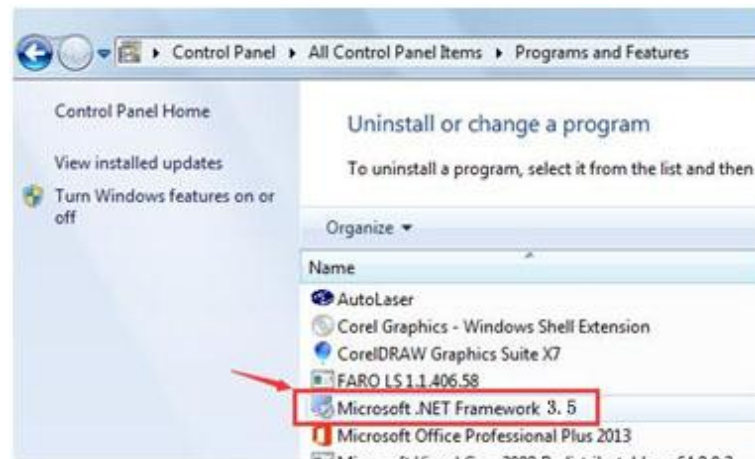 Control Panel ▸ All Control Panel Items ▸ Programs and Features
Control Panel Home
View installed updates
Turn Windows features on or
off
Uninstall or change a program
To uninstall a program, select it from the list and then
Organize
Name
AutoLaser
Corel Graphics - Windows Shell Extension
CorelDRAW Graphics Suite X7
FARO LS 1.1.406.58
Microsoft .NET Framework 3.5
Microsoft Office Professional Plus 2013